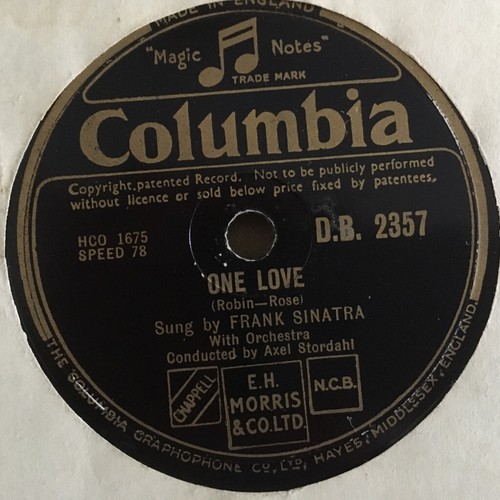 MADE IN ENGLAND
"Magic Notes"
TRADE MARK
Columbia
Copyright, patented Record. Not to be publicly performed
without licence or sold below price fixed by patentees.
HCO 1675
SPEED 78
D.B. 2357
ONE LOVE
(Robin—Rose)
Sung by FRANK SINATRA
With Orchestra
Conducted by Axel Stordahl
CHAPPELL
E.H.
MORRIS
& CO. LTD.
N.C.B.
THE COLUMBIA GRAPHOPHONE CO, LTD, HAYES, MIDDLESEX, ENGLAND.